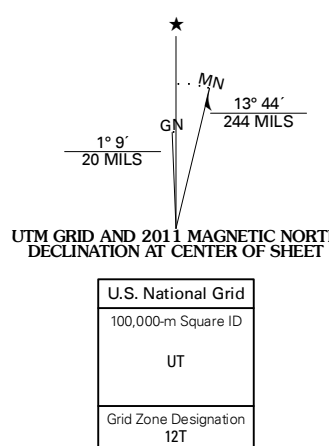 ★
MN
GN
13° 44´
244 MILS
1° 9´
20 MILS
UTM GRID AND 2011 MAGNETIC NORTH
DECLINATION AT CENTER OF SHEET
U.S. National Grid
100,000-m Square ID
UT
Grid Zone Designation
12T